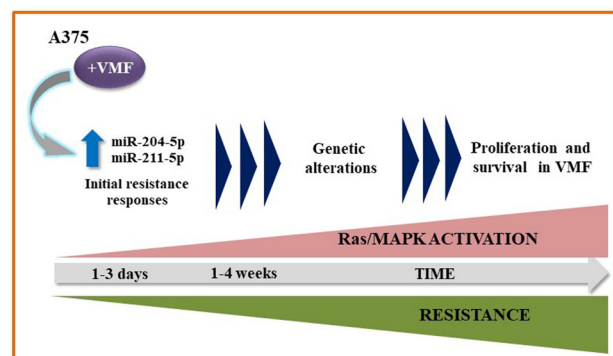 A375
+VMF
miR-204-5p
miR-211-5p
Initial resistance
responses
Genetic
alterations
Proliferation and
survival in VMF
Ras/MAPK ACTIVATION
1-3 days 1-4 weeks TIME
RESISTANCE